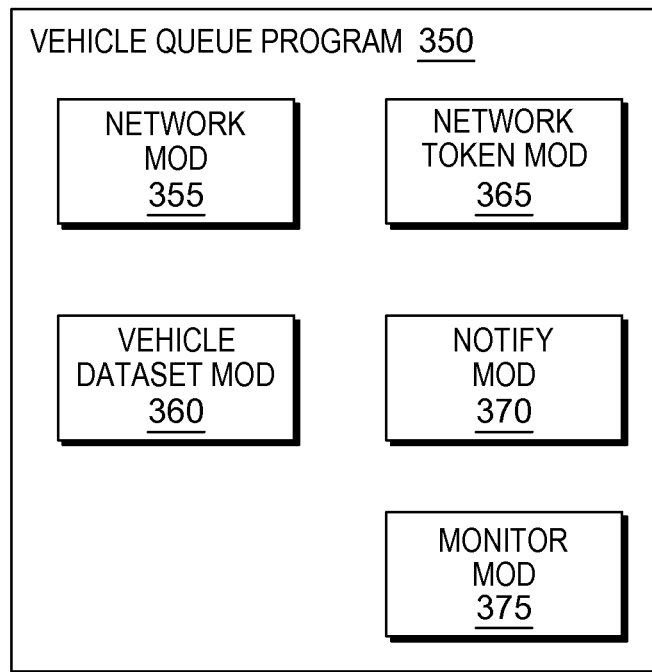 VEHICLE QUEUE PROGRAM 350
NETWORK
MOD
355
NETWORK
TOKEN MOD
365
VEHICLE
DATASET MOD
360
NOTIFY
MOD
370
MONITOR
MOD
375